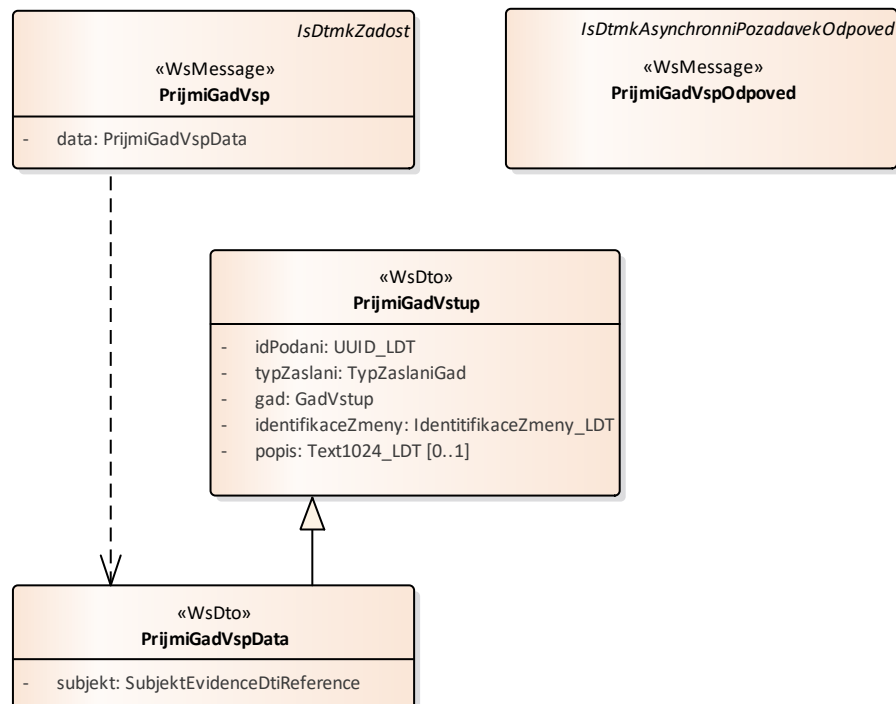 IsDtmkZadost
«WsMessage»
PrijmiGadVsp
- data: PrijmiGadVspData
IsDtmkAsynchronniPozadavekOdpoved
«WsMessage»
PrijmiGadVspOdpoved
«WsDto»
PrijmiGadVstup
- idPodani: UUID_LDT
- typZaslani: TypZaslaniGad
- gad: GadVstup
- identifikaceZmeny: IdentitifikaceZmeny_LDT
- popis: Text1024_LDT [0..1]
«WsDto»
PrijmiGadVspData
- subjekt: SubjektEvidenceDtiReference